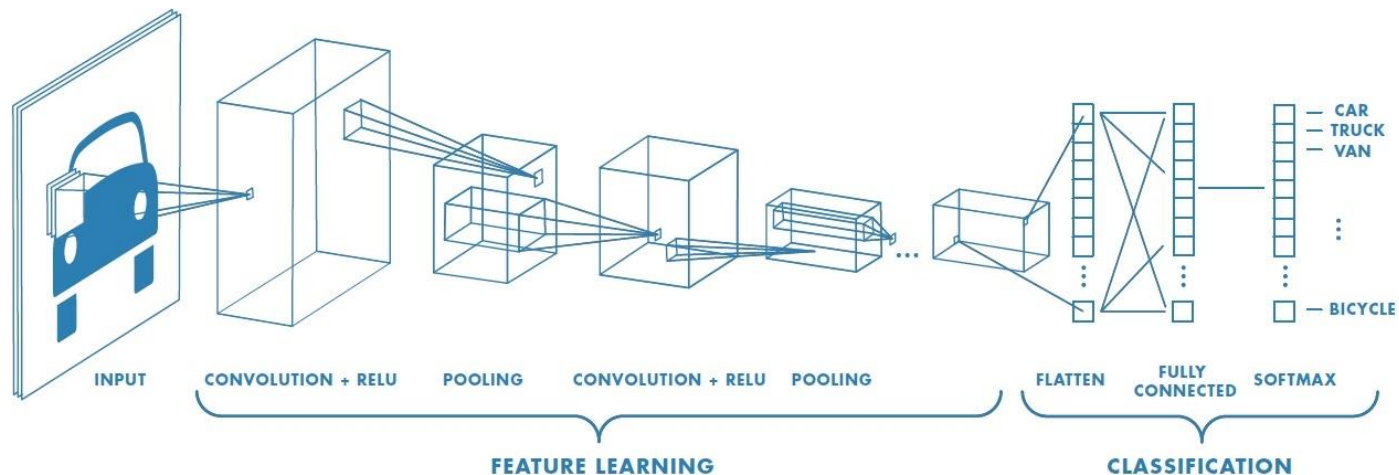 CAR
TRUCK
VAN
BICYCLE
INPUT
CONVOLUTION + RELU
POOLING
CONVOLUTION + RELU
POOLING
FLATTEN
FULLY
CONNECTED
SOFTMAX
FEATURE LEARNING
CLASSIFICATION